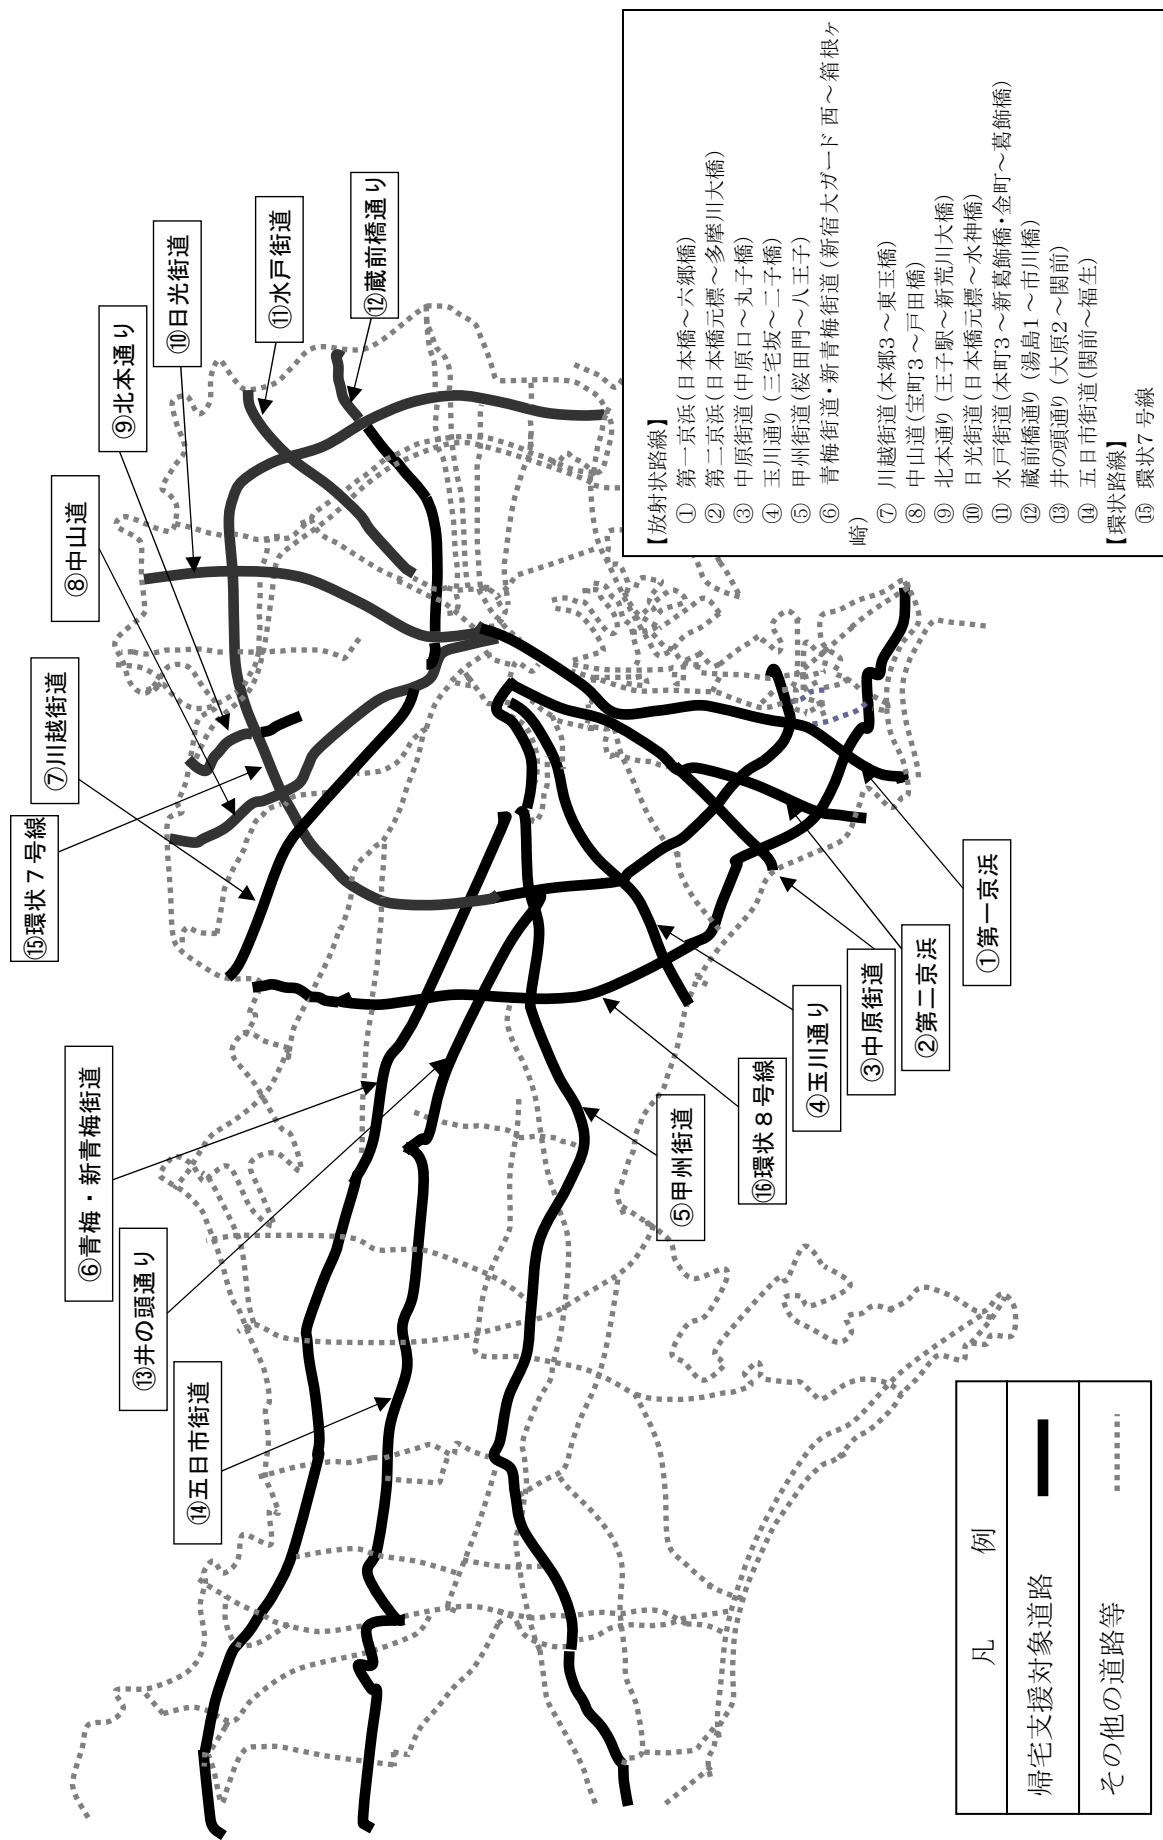 ⑮環状７号線
⑦川越街道
⑧中山道
⑨北本通り
⑩日光街道
⑪水戸街道
⑫蔵前橋通り
⑥青梅・新青梅街道
⑬井の頭通り
⑭五日市街道
⑤甲州街道
⑯環状８号線
④玉川通り
③中原街道
②第二京浜
①第一京浜
【放射状路線】
① 第一京浜（日本橋～六郷橋）
② 第二京浜（日本橋元標～多摩川大橋）
③ 中原街道（中原口～丸子橋）
④ 玉川通り（三宅坂～二子橋）
⑤ 甲州街道（桜田門～八王子）
⑥ 青梅街道・新青梅街道（新宿大ガード西～箱根ヶ
崎）
⑦ 川越街道（本郷３～東玉橋）
⑧ 中山道（宝町３～戸田橋）
⑨ 北本通り（王子駅～新荒川大橋）
⑩ 日光街道（日本橋元標～水神橋）
⑪ 水戸街道（本町３～新葛飾橋・金町～葛飾橋）
⑫ 蔵前橋通り（湯島１～市川橋）
⑬ 井の頭通り（大原２～関前）
⑭ 五日市街道（関前～福生）
【環状路線】
⑮ 環状７号線
凡 例
帰宅支援対象道路
その他の道路等